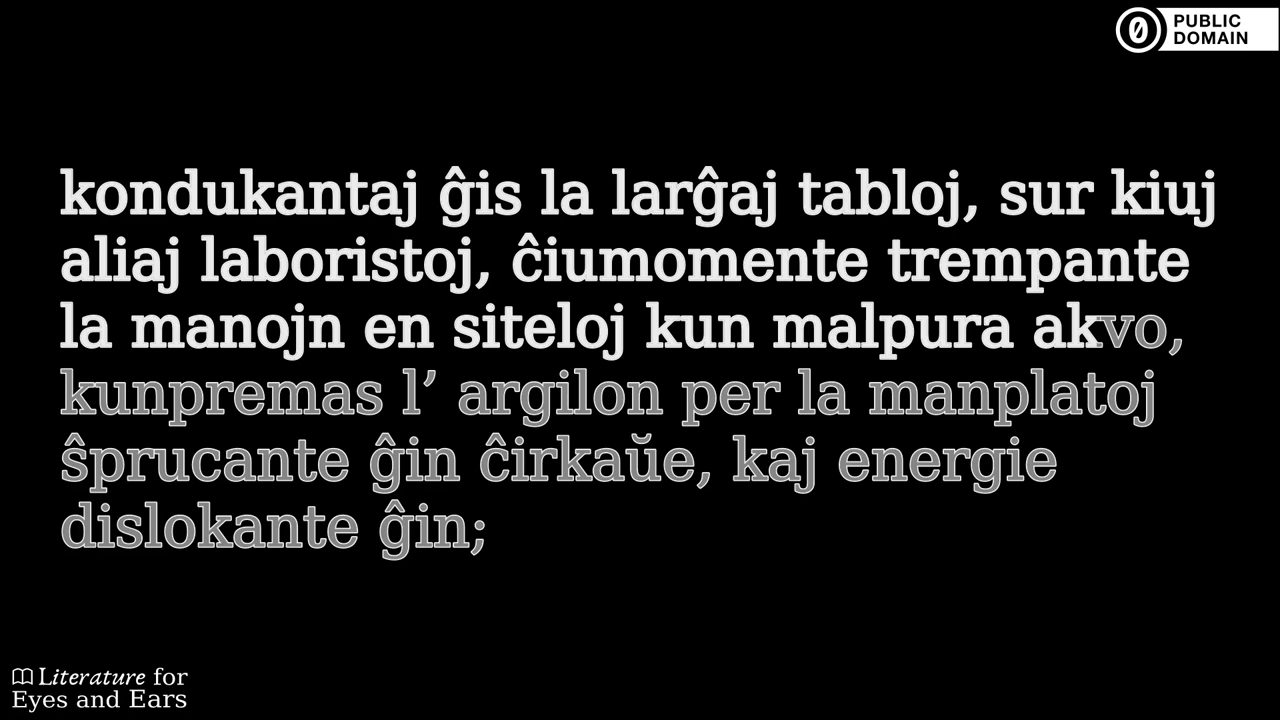 PUBLIC
DOMAIN
kondukantaj ĝis la larĝaj tabloj, sur kiuj
aliaj laboristoj, ĉiumomente trempante
la manojn en siteloj kun malpura akvo,
kunpremas l’ argilon per la manplatoj
ŝprucante ĝin ĉirkaŭe, kaj energie
dislokante ĝin;
Literature for
Eyes and Ears